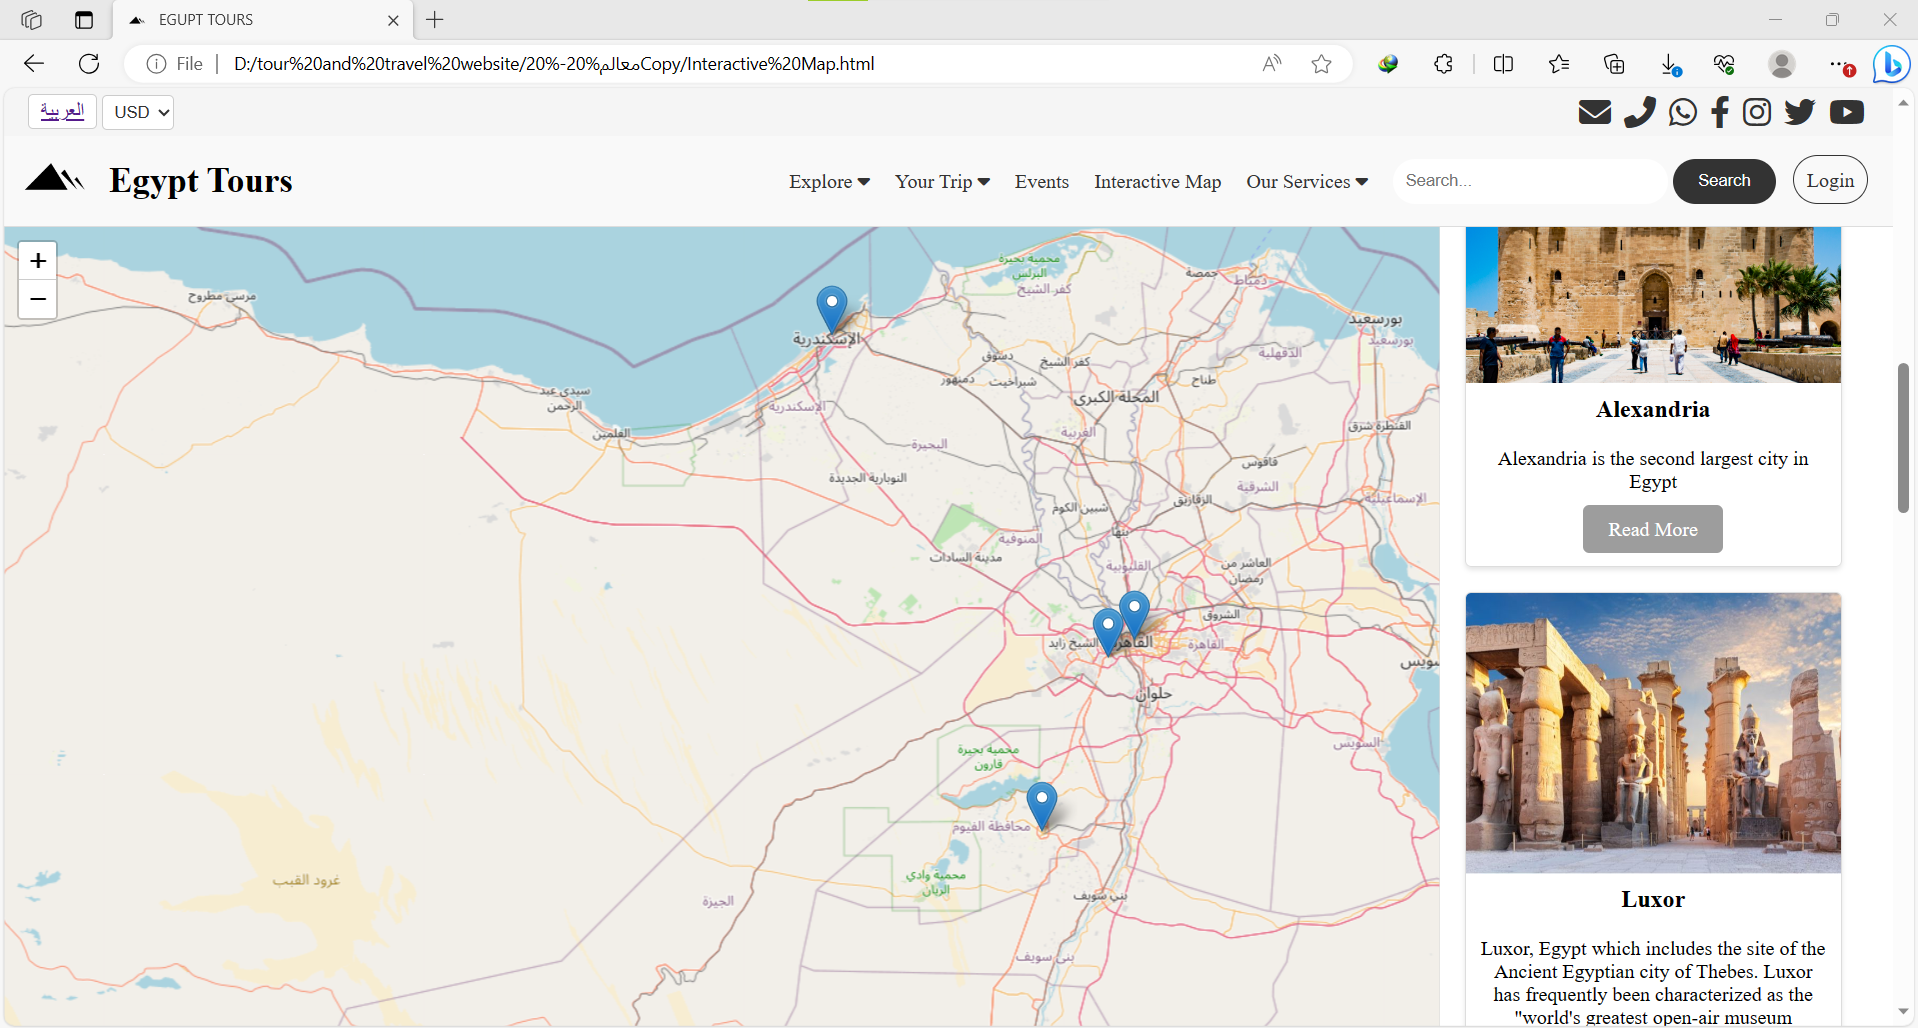 EGUPT TOURS
File
D:/tour%20and%20travel%20website/20%-20%معالمCopy/Interactive%20Map.html
العربية
USD
Egypt Tours
Explore
Your Trip
Events
Interactive Map
Our Services
Search...
Search
Login
+
−
محمية بحيرة
البرلس
كفر الشيخ
جمصة
دمياط
مرسى مطروح
بورسعيد
بورسعيد
الإسكندرية
الدقهلية
دسوق
كفر الشيخ
دمنهور
شبراخيت
طناح
سيدي عبد
الرحمن
المحلة الكبرى
الإسكندرية
القنطرة شرق
العلمين
الغربية
البحيرة
فاقوس
النوبارية الجديدة
الشرقية
الزقازيق
الإسماعيلية
شبين الكوم
بنها
المنوفية
مدينة السادات
القليوبية
العاشر من
رمضان
الشروق
الشيخ زايد
القاهرة
القاهرة
حلوان
السويس
محمية بحيرة
قارون
محافظة الفيوم
محمية وادي
الريان
غرود القبب
الجيزة
بني سويف
بني سويف
Alexandria
Alexandria is the second largest city in
Egypt
Read More
Luxor
Luxor, Egypt which includes the site of the
Ancient Egyptian city of Thebes. Luxor
has frequently been characterized as the
"world's greatest open-air museum